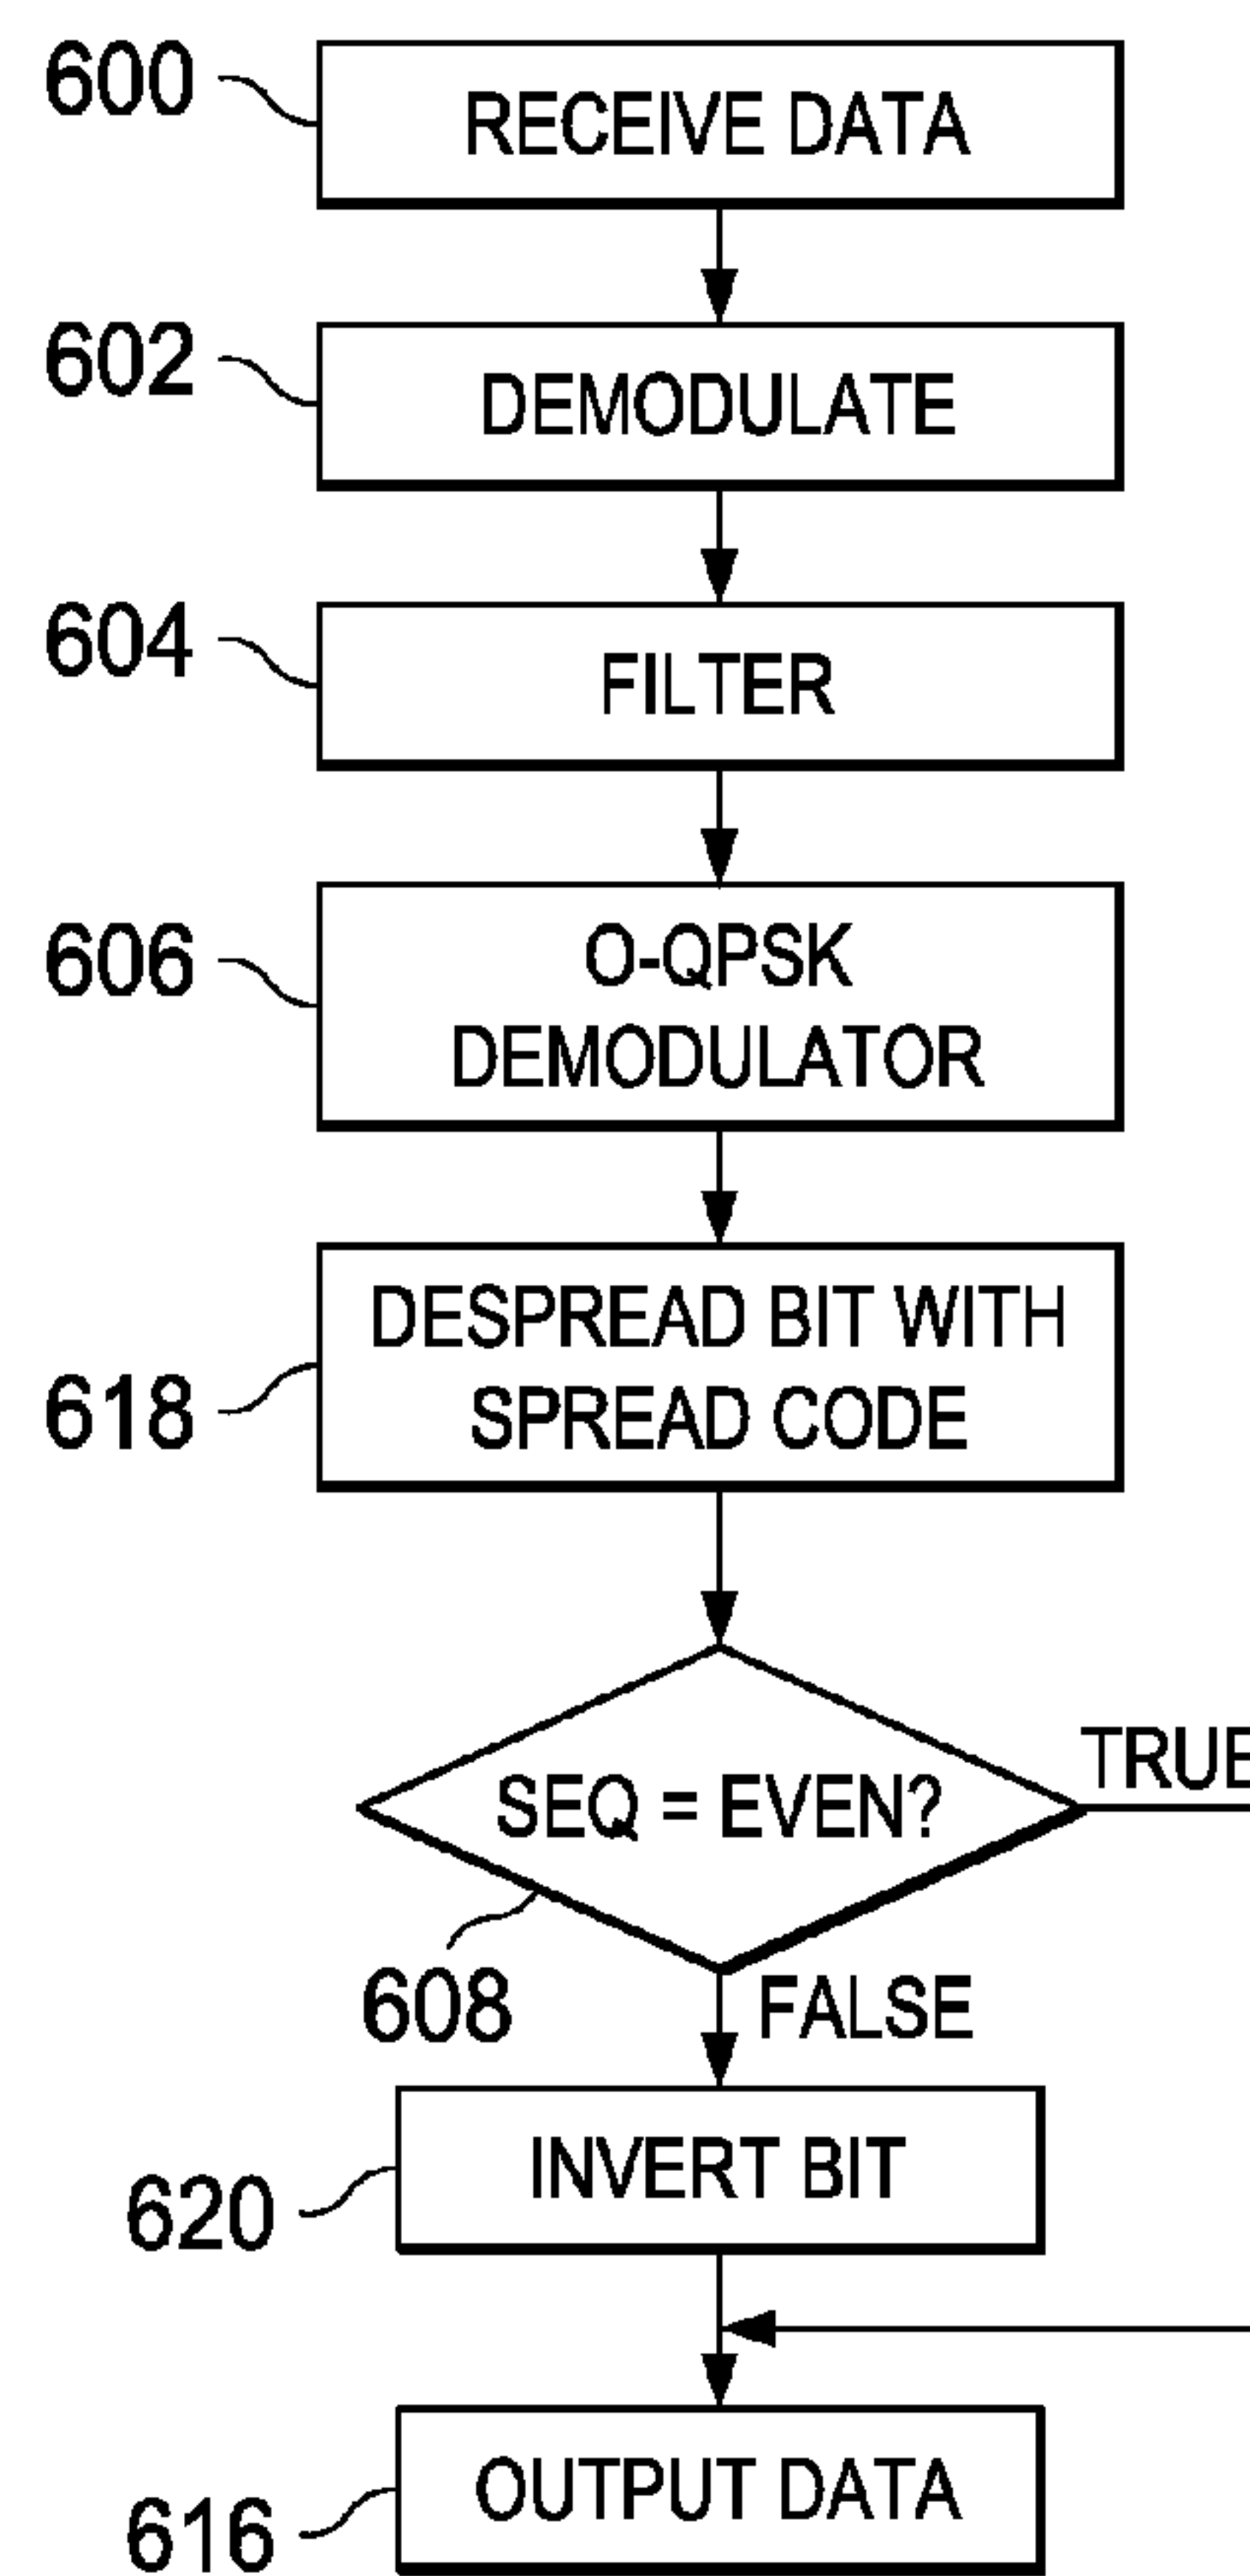 600
RECEIVE DATA
602
DEMODULATE
604
FILTER
606
O-QPSK
DEMODULATOR
618
DESPREAD BIT WITH
SPREAD CODE
SEQ = EVEN?
TRUE
608
FALSE
620
INVERT BIT
616
OUTPUT DATA